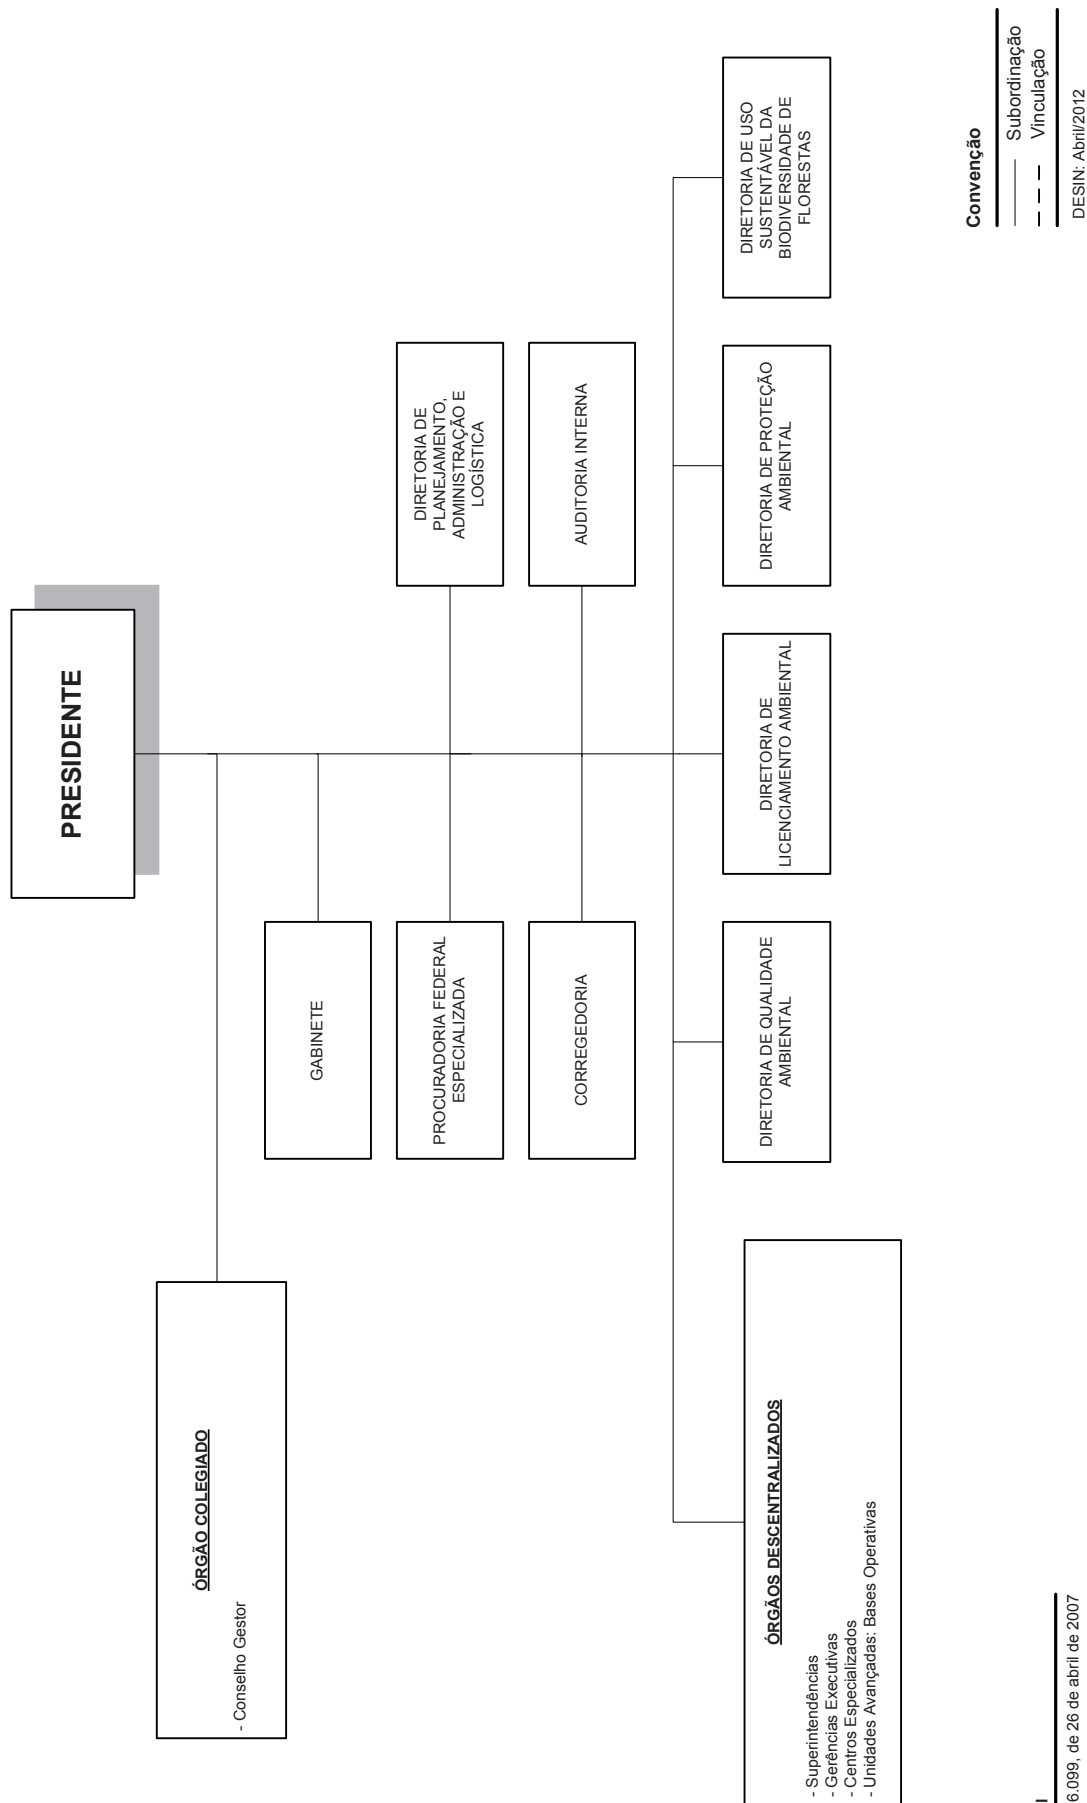 PRESIDENTE
ÓRGÃO COLEGIADO
- Conselho Gestor
GABINETE
PROCURADORIA FEDERAL
ESPECIALIZADA
DIRETORIA DE
PLANEJAMENTO,
ADMINISTRAÇÃO E
LOGÍSTICA
CORREGEDORIA
AUDITORIA INTERNA
ÓRGÃOS DESCENTRALIZADOS
- Superintendências
- Gerências Executivas
- Centros Especializados
- Unidades Avançadas: Bases Operativas
DIRETORIA DE QUALIDADE
AMBIENTAL
DIRETORIA DE
LICENCIAMENTO AMBIENTAL
DIRETORIA DE PROTEÇÃO
AMBIENTAL
DIRETORIA DE USO
SUSTENTÁVEL DA
BIODIVERSIDADE DE
FLORESTAS
6.099, de 26 de abril de 2007
Convenção
Subordinação
Vinculação
DESIN: Abril/2012